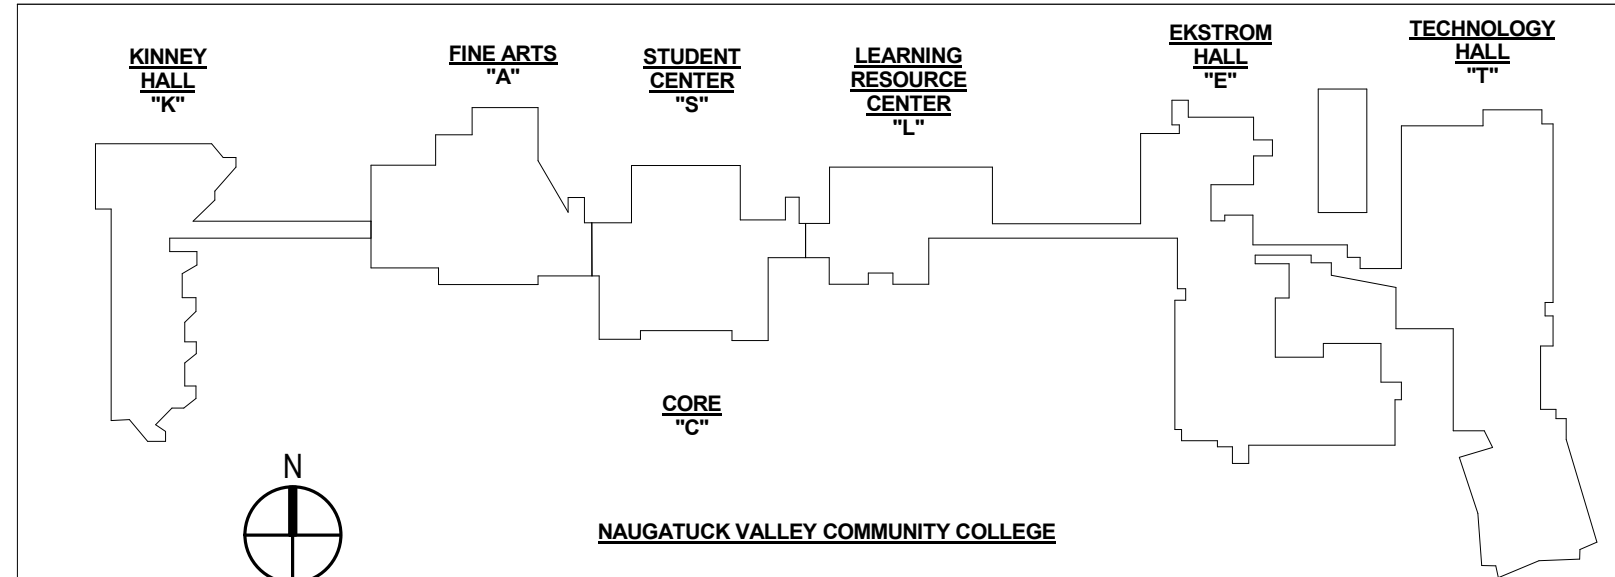 KINNEY
HALL
"K"
FINE ARTS
"A"
STUDENT
CENTER
"S"
LEARNING
RESOURCE
CENTER
"L"
EKSTROM
HALL
"E"
TECHNOLOGY
HALL
"T"
CORE
"C"
N
NAUGATUCK VALLEY COMMUNITY COLLEGE